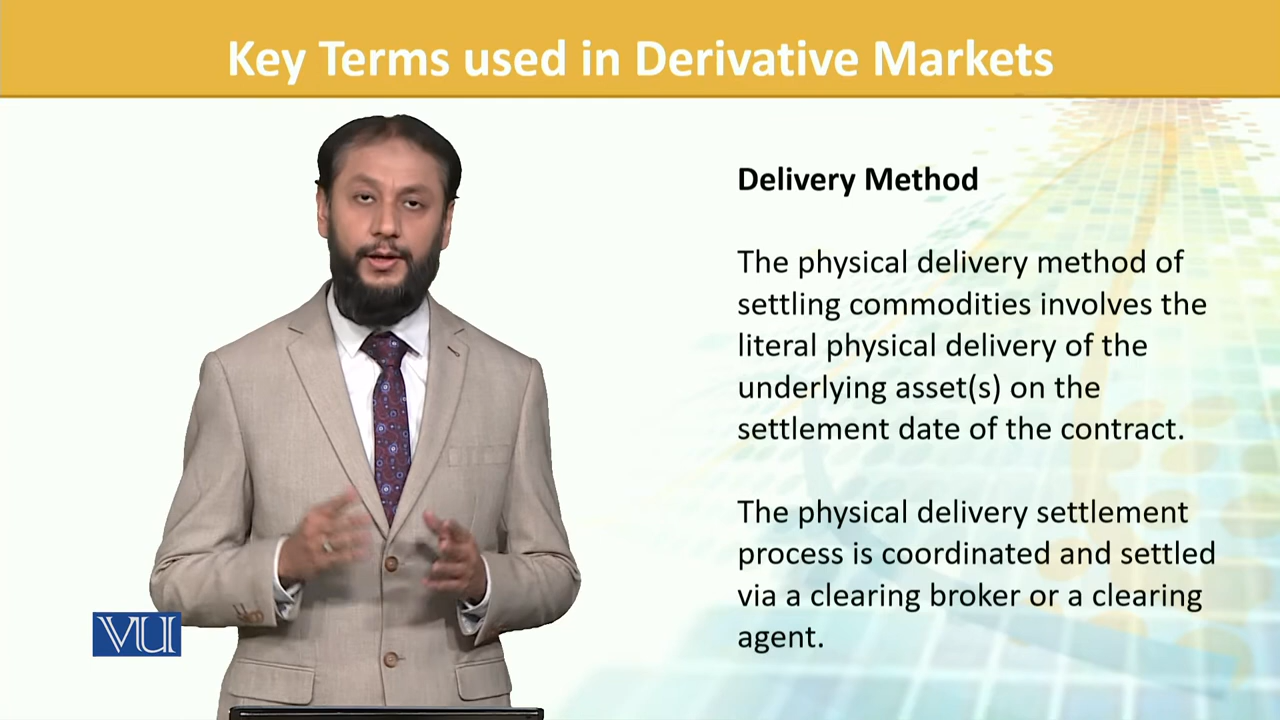 Key Terms used in Derivative Markets
Delivery Method
The physical delivery method of
settling commodities involves the
literal physical delivery of the
underlying asset(s) on the
settlement date of the contract.
The physical delivery settlement
process is coordinated and settled
via a clearing broker or a clearing
agent.
VU